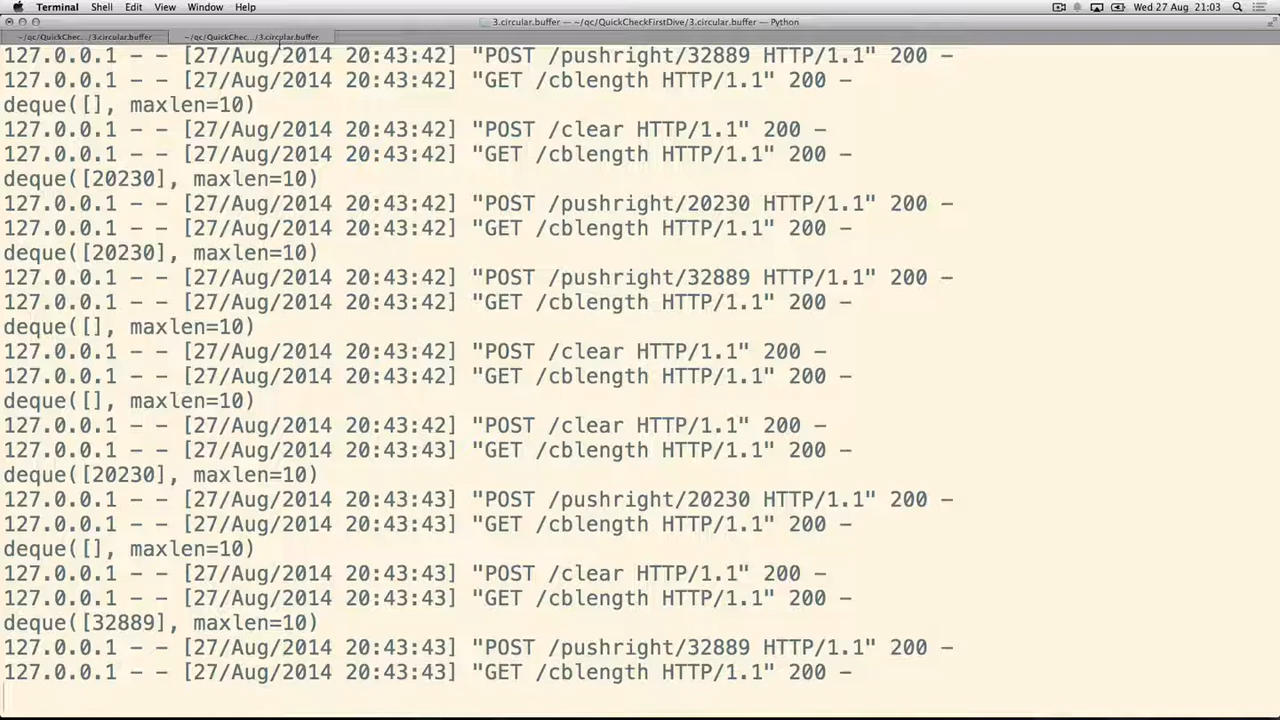 Terminal Shell Edit View Window Help Wed 27 Aug 21:03
3.circular.buffer — ~/qc/QuickCheckFirstDive/3.circular.buffer — Python
~/qc/QuickChec.../3.circular.buffer ~/qc/QuickChec.../3.circular.buffer
127.0.0.1 - - [27/Aug/2014 20:43:42] "POST /pushright/32889 HTTP/1.1" 200 -
127.0.0.1 - - [27/Aug/2014 20:43:42] "GET /cblength HTTP/1.1" 200 -
deque([], maxlen=10)
127.0.0.1 - - [27/Aug/2014 20:43:42] "POST /clear HTTP/1.1" 200 -
127.0.0.1 - - [27/Aug/2014 20:43:42] "GET /cblength HTTP/1.1" 200 -
deque([20230], maxlen=10)
127.0.0.1 - - [27/Aug/2014 20:43:42] "POST /pushright/20230 HTTP/1.1" 200 -
127.0.0.1 - - [27/Aug/2014 20:43:42] "GET /cblength HTTP/1.1" 200 -
deque([20230], maxlen=10)
127.0.0.1 - - [27/Aug/2014 20:43:42] "POST /pushright/32889 HTTP/1.1" 200 -
127.0.0.1 - - [27/Aug/2014 20:43:42] "GET /cblength HTTP/1.1" 200 -
deque([], maxlen=10)
127.0.0.1 - - [27/Aug/2014 20:43:42] "POST /clear HTTP/1.1" 200 -
127.0.0.1 - - [27/Aug/2014 20:43:42] "GET /cblength HTTP/1.1" 200 -
deque([], maxlen=10)
127.0.0.1 - - [27/Aug/2014 20:43:42] "POST /clear HTTP/1.1" 200 -
127.0.0.1 - - [27/Aug/2014 20:43:43] "GET /cblength HTTP/1.1" 200 -
deque([20230], maxlen=10)
127.0.0.1 - - [27/Aug/2014 20:43:43] "POST /pushright/20230 HTTP/1.1" 200 -
127.0.0.1 - - [27/Aug/2014 20:43:43] "GET /cblength HTTP/1.1" 200 -
deque([], maxlen=10)
127.0.0.1 - - [27/Aug/2014 20:43:43] "POST /clear HTTP/1.1" 200 -
127.0.0.1 - - [27/Aug/2014 20:43:43] "GET /cblength HTTP/1.1" 200 -
deque([32889], maxlen=10)
127.0.0.1 - - [27/Aug/2014 20:43:43] "POST /pushright/32889 HTTP/1.1" 200 -
127.0.0.1 - - [27/Aug/2014 20:43:43] "GET /cblength HTTP/1.1" 200 -